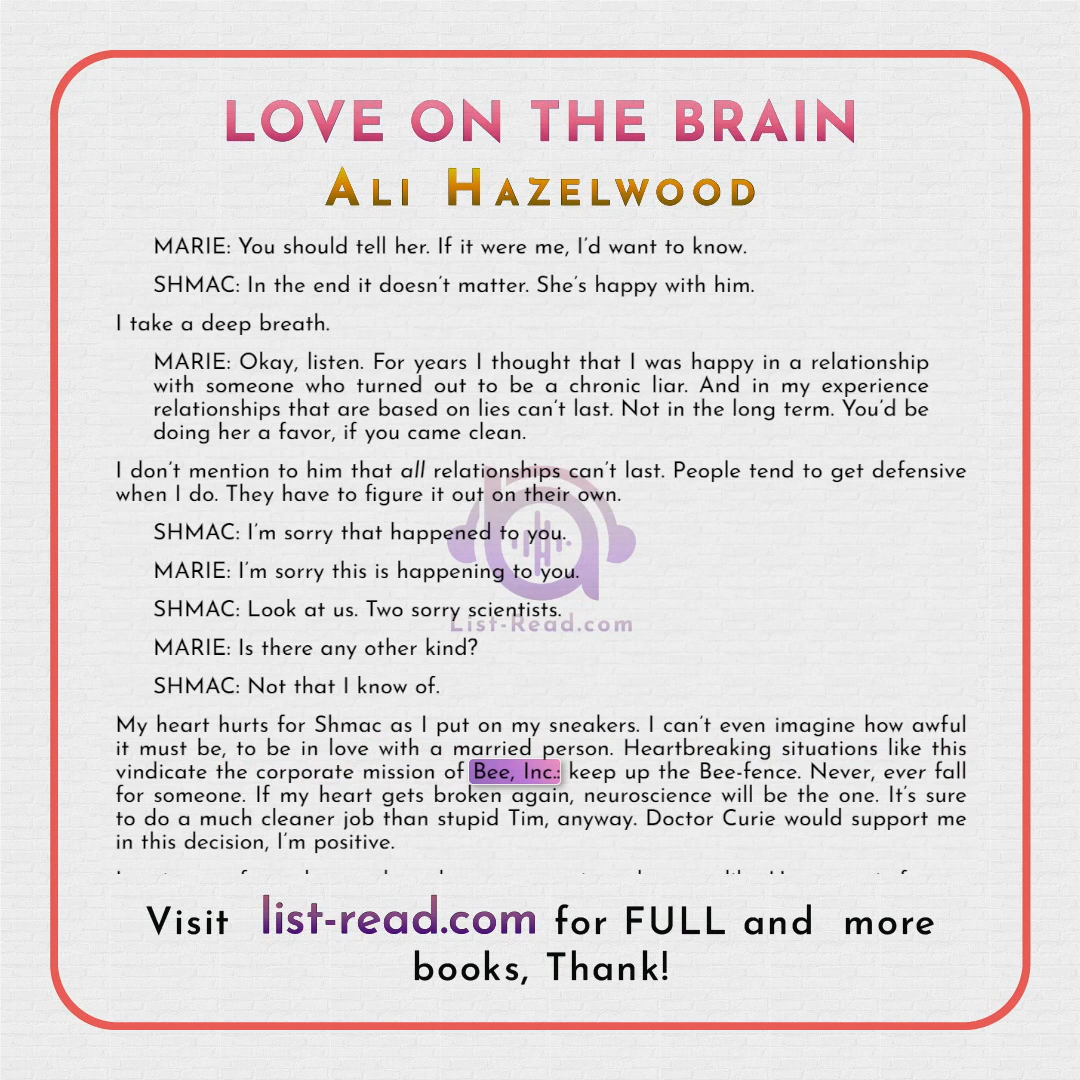 LOVE ON THE BRAIN
ALI HAZELWOOD
MARIE: You should tell her. If it were me, I'd want to know.
SHMAC: In the end it doesn't matter. She's happy with him.
I take a deep breath.
MARIE: Okay, listen. For years I thought that I was happy in a relationship
with someone who turned out to be a chronic liar. And in my experience
relationships that are based on lies can't last. Not in the long term. You'd be
doing her a favor, if you came clean.
I don't mention to him that all relationships can't last. People tend to get defensive
when I do. They have to figure it out on their own.
SHMAC: I'm sorry that happened to you.
MARIE: I'm sorry this is happening to you.
SHMAC: Look at us. Two sorry scientists.
List-Read.com
MARIE: Is there any other kind?
SHMAC: Not that I know of.
My heart hurts for Shmac as I put on my sneakers. I can't even imagine how awful
it must be, to be in love with a married person. Heartbreaking situations like this
vindicate the corporate mission of Bee, Inc.: keep up the Bee-fence. Never, ever fall
for someone. If my heart gets broken again, neuroscience will be the one. It's sure
to do a much cleaner job than stupid Tim, anyway. Doctor Curie would support me
in this decision, I'm positive.
Visit list-read.com for FULL and more
books, Thank!